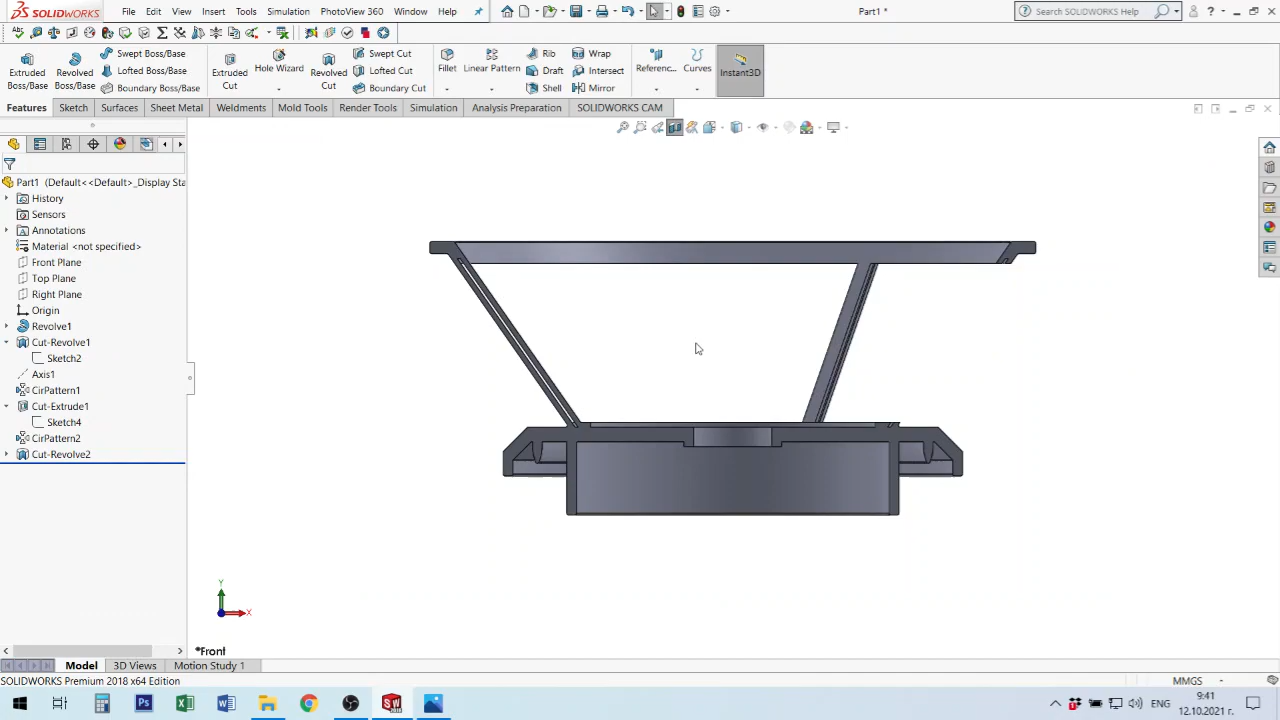 SOLIDWORKS
File Edit View Insert Tools Simulation PhotoView 360 Window Help
Part1 *
Search SOLIDWORKS Help
Extruded Boss/Base
Revolved Boss/Base
Swept Boss/Base
Lofted Boss/Base
Boundary Boss/Base
Extruded Cut
Hole Wizard
Revolved Cut
Swept Cut
Lofted Cut
Boundary Cut
Fillet
Linear Pattern
Rib
Draft
Shell
Wrap
Intersect
Mirror
Referenc...
Curves
Instant3D
Features Sketch Surfaces Sheet Metal Weldments Mold Tools Render Tools Simulation Analysis Preparation SOLIDWORKS CAM
Part1 (Default<<Default>_Display Sta
History
Sensors
Annotations
Material <not specified>
Front Plane
Top Plane
Right Plane
Origin
Revolve1
Cut-Revolve1
Sketch2
Axis1
CirPattern1
Cut-Extrude1
Sketch4
CirPattern2
Cut-Revolve2
Y
X
*Front
Model 3D Views Motion Study 1
SOLIDWORKS Premium 2018 x64 Edition
MMGS
ENG
9:41
12.10.2021 г.